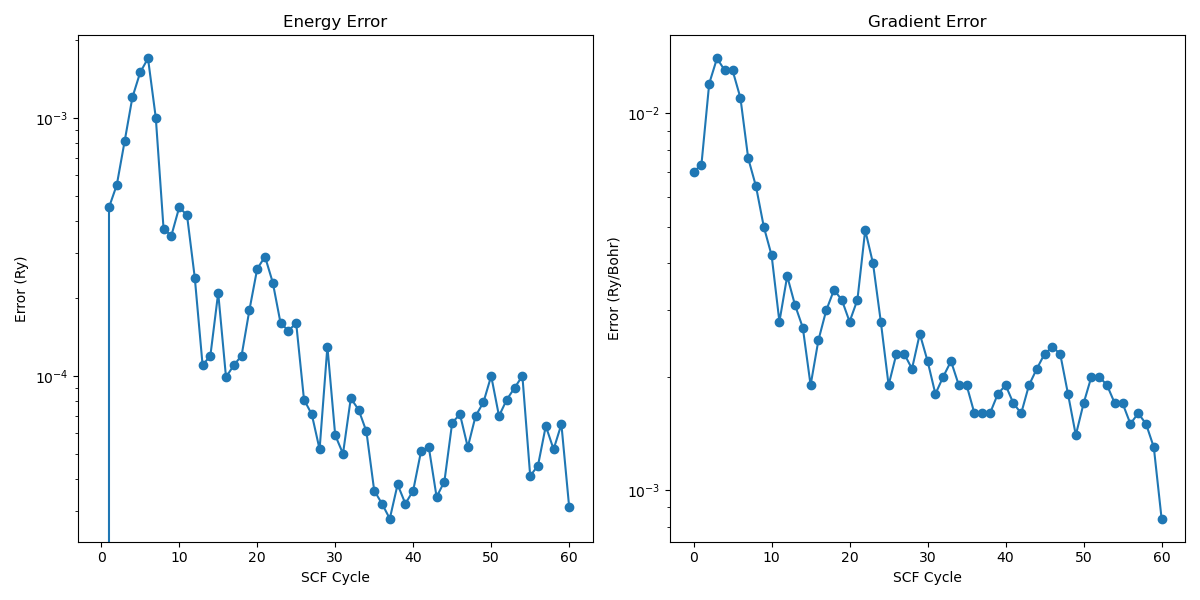 Energy Error
Error (Ry)
10⁻³
10⁻⁴
0 10 20 30 40 50 60
SCF Cycle
Gradient Error
Error (Ry/Bohr)
10⁻²
10⁻³
0 10 20 30 40 50 60
SCF Cycle